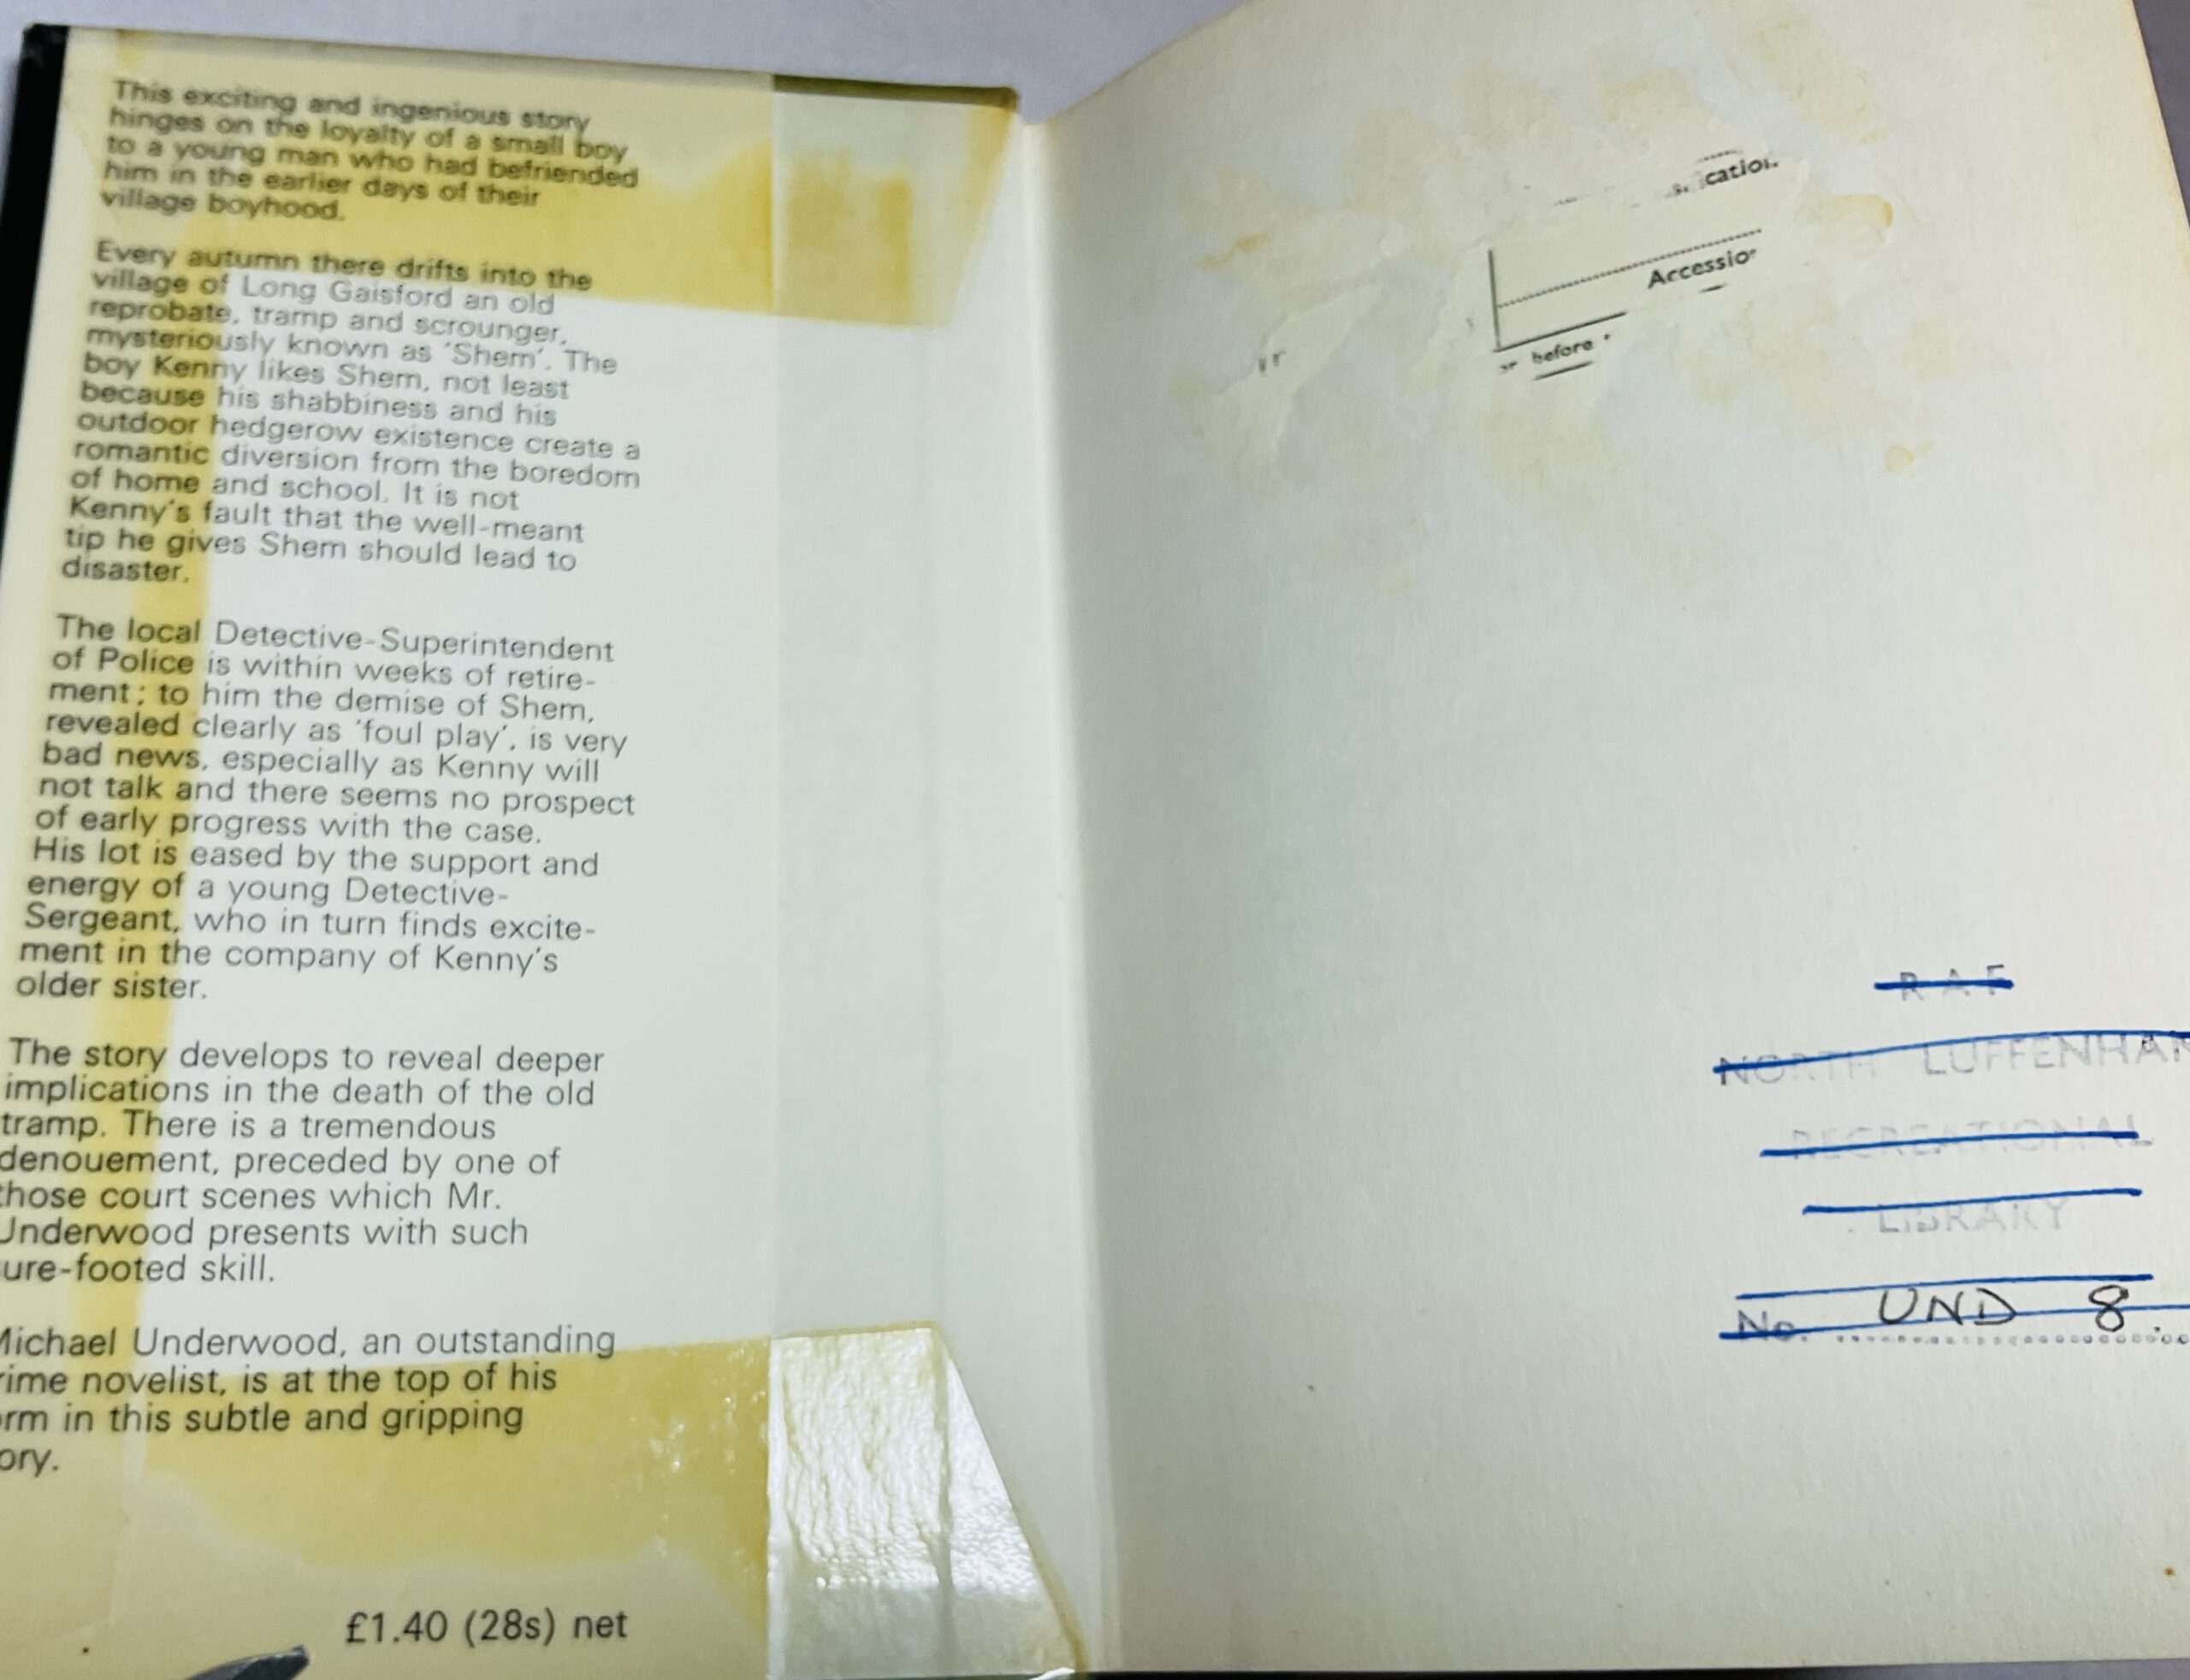 This exciting and ingenious story
hinges on the loyalty of a small boy
to a young man who had befriended
him in the earlier days of their
village boyhood.
Every autumn there drifts into the
village of Long Gaisford an old
reprobate, tramp and scrounger,
mysteriously known as 'Shem'. The
boy Kenny likes Shem, not least
because his shabbiness and his
outdoor hedgerow existence create a
romantic diversion from the boredom
of home and school. It is not
Kenny's fault that the well-meant
tip he gives Shem should lead to
disaster.
The local Detective-Superintendent
of Police is within weeks of retire-
ment; to him the demise of Shem,
revealed clearly as 'foul play', is very
bad news, especially as Kenny will
not talk and there seems no prospect
of early progress with the case.
His lot is eased by the support and
energy of a young Detective-
Sergeant, who in turn finds excite-
ment in the company of Kenny's
older sister.
The story develops to reveal deeper
implications in the death of the old
tramp. There is a tremendous
denouement, preceded by one of
those court scenes which Mr.
Underwood presents with such
ure-footed skill.
Michael Underwood, an outstanding
rime novelist, is at the top of his
orm in this subtle and gripping
ory.
£1.40 (28s) net
cation
Accessio
before
RAF
NORTH LUFFENHAM
RECREATIONAL
LIBRARY
No. UND 8